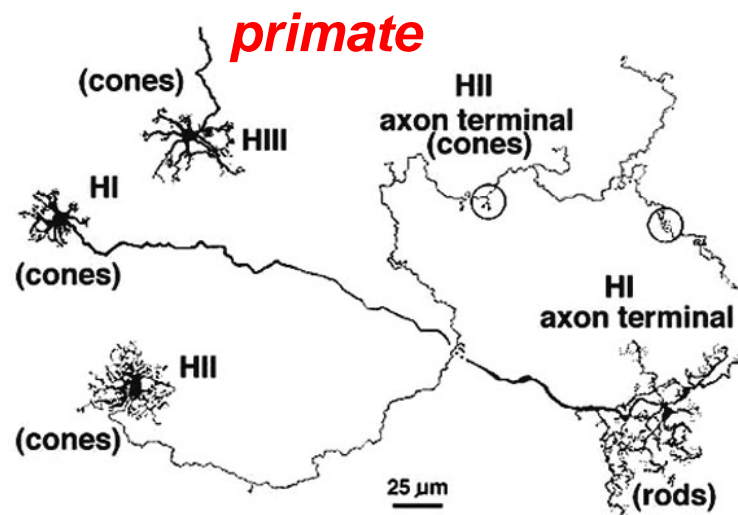 primate
(cones)
HIII
HII
axon terminal
(cones)
HI
(cones)
HI
axon terminal
HII
(cones)
25 µm
(rods)